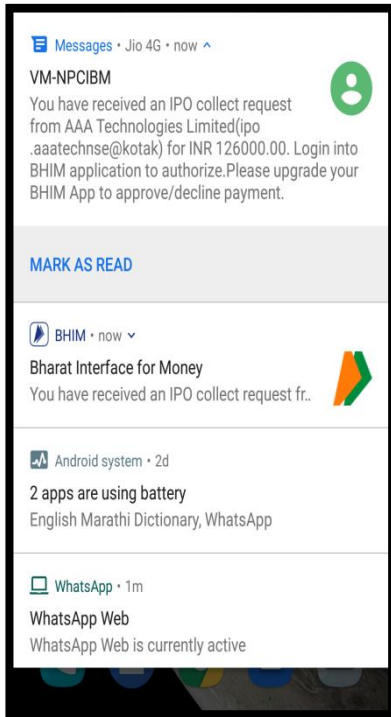 Messages • Jio 4G • now
VM-NPCIBM
You have received an IPO collect request
from AAA Technologies Limited(ipo
.aaatechnse@kotak) for INR 126000.00. Login into
BHIM application to authorize.Please upgrade your
BHIM App to approve/decline payment.
MARK AS READ
BHIM • now
Bharat Interface for Money
You have received an IPO collect request fr..
Android system • 2d
2 apps are using battery
English Marathi Dictionary, WhatsApp
WhatsApp • 1m
WhatsApp Web
WhatsApp Web is currently active